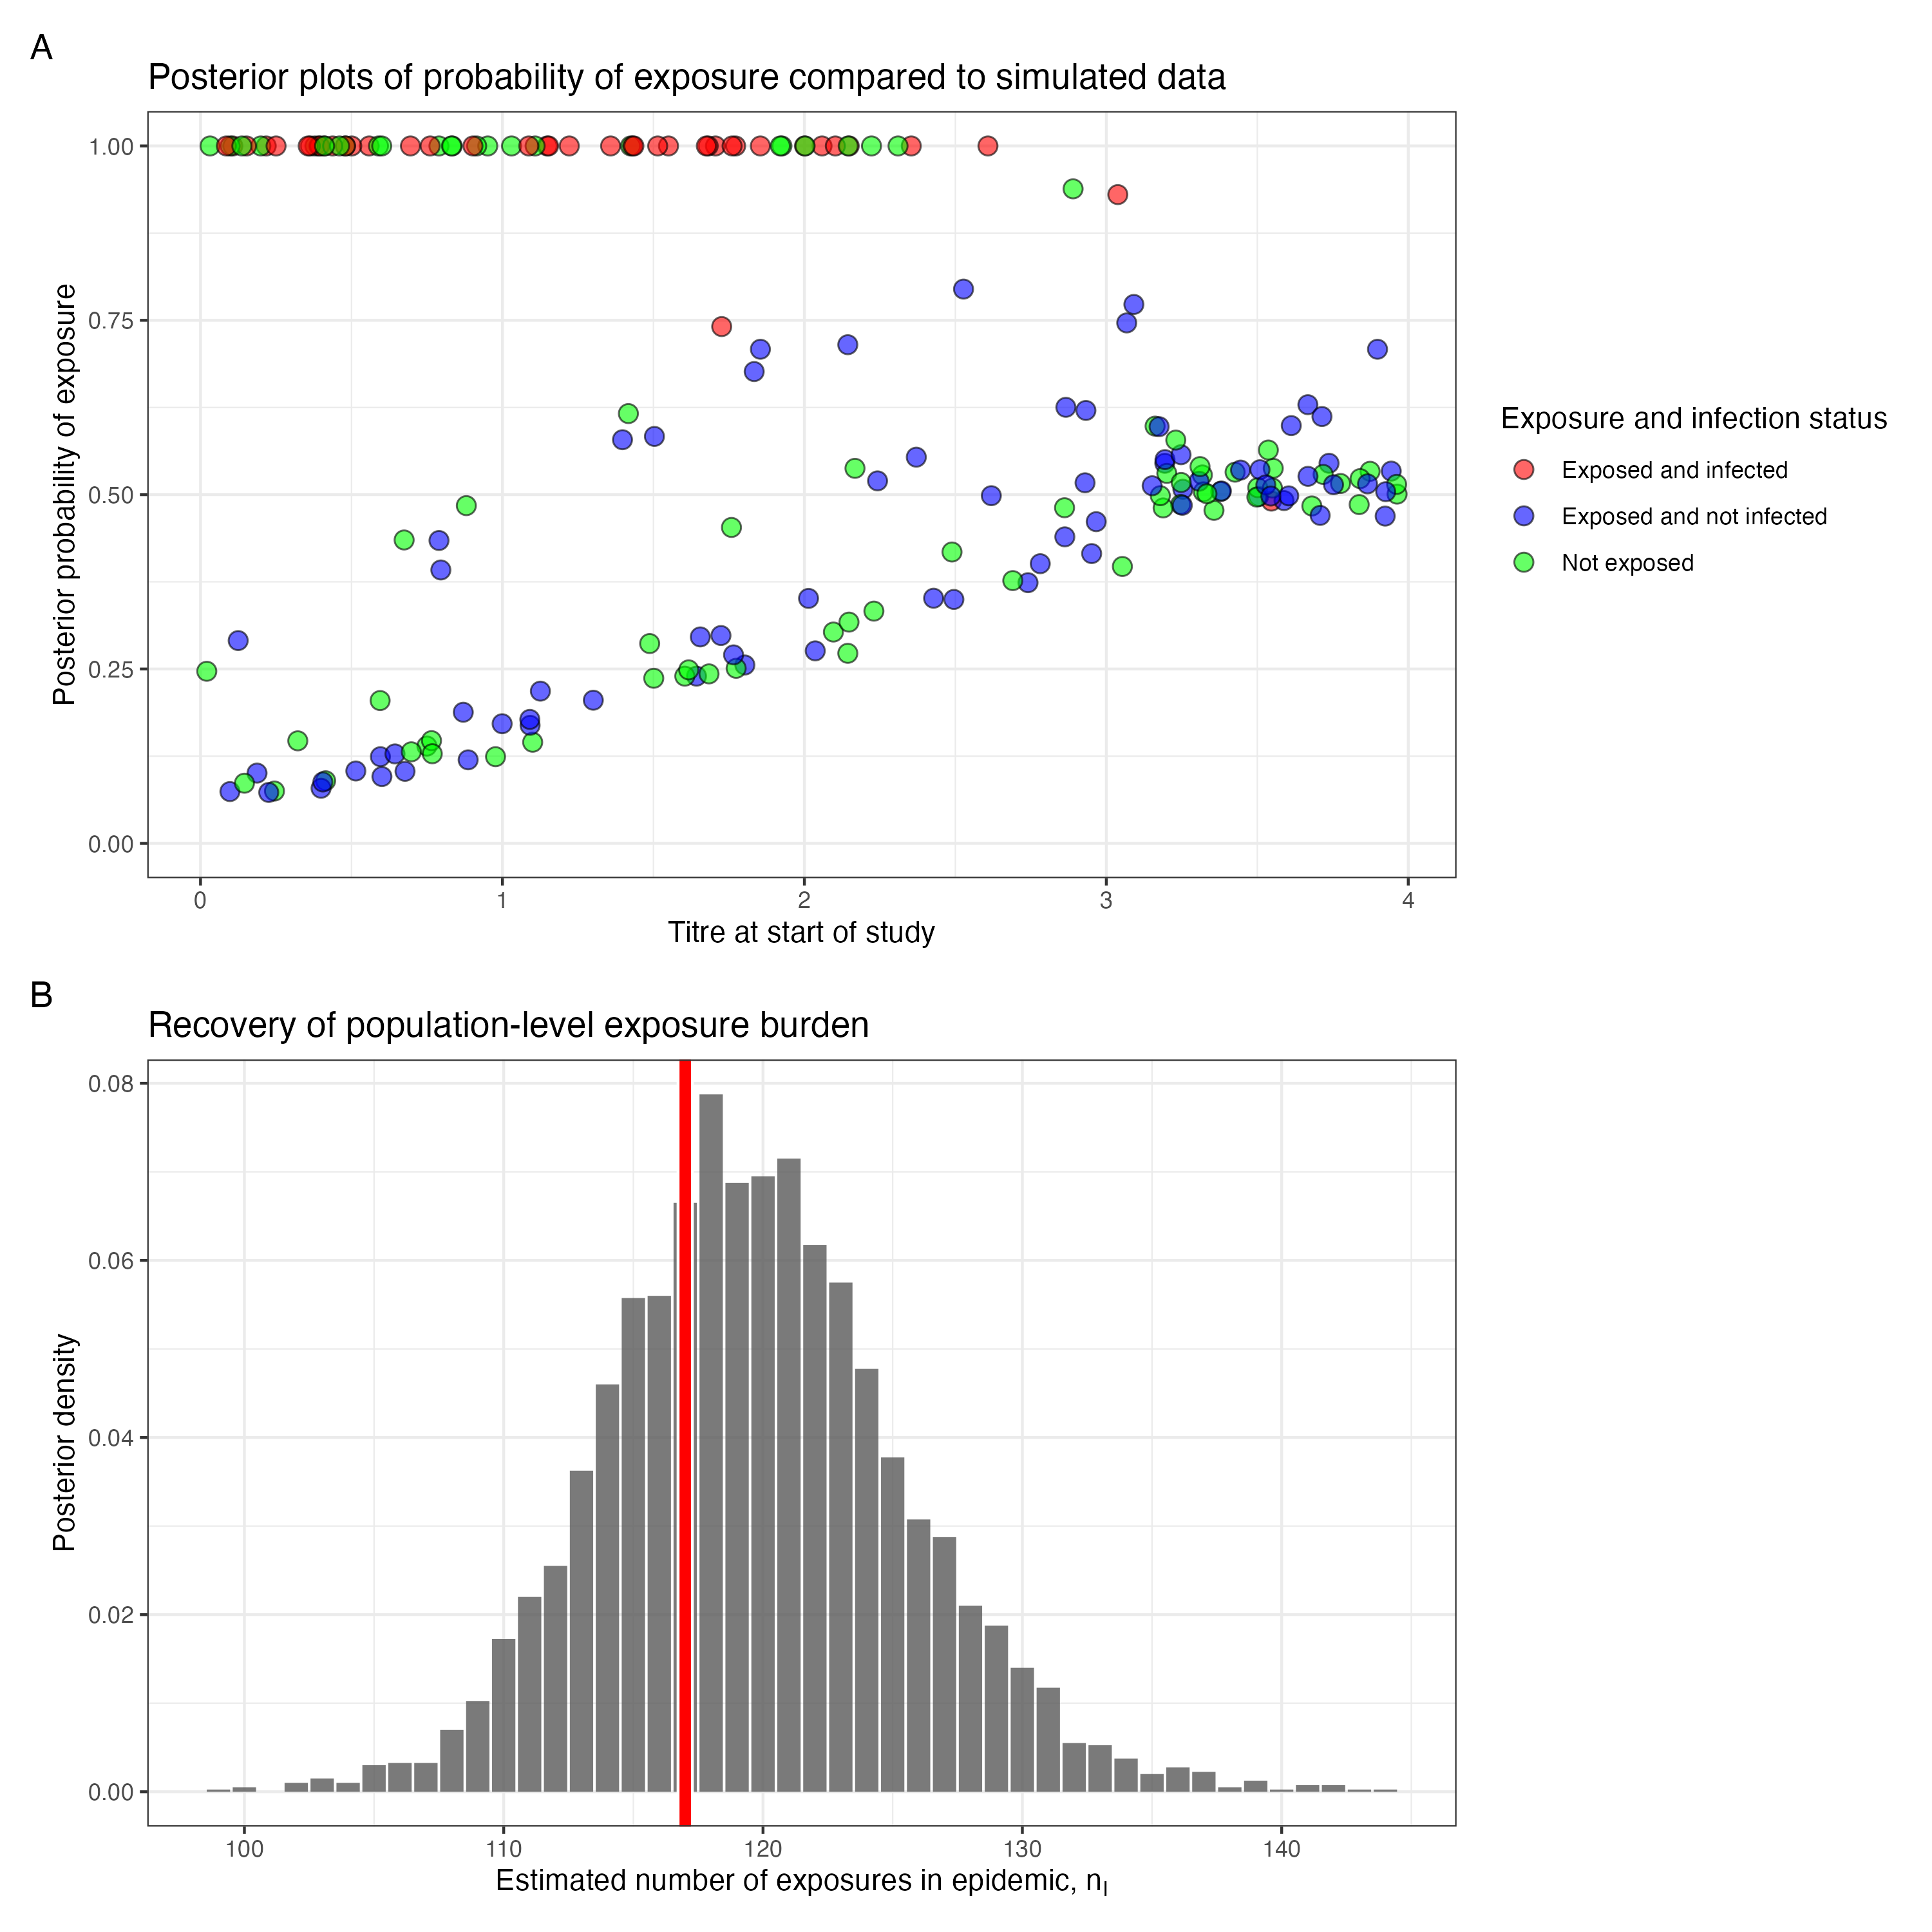 A
Posterior plots of probability of exposure compared to simulated data
Posterior probability of exposure
1.00
0.75
0.50
0.25
0.00
0 1 2 3 4
Titre at start of study
Exposure and infection status
Exposed and infected
Exposed and not infected
Not exposed
B
Recovery of population-level exposure burden
Posterior density
0.08
0.06
0.04
0.02
0.00
100 110 120 130 140
Estimated number of exposures in epidemic, nI